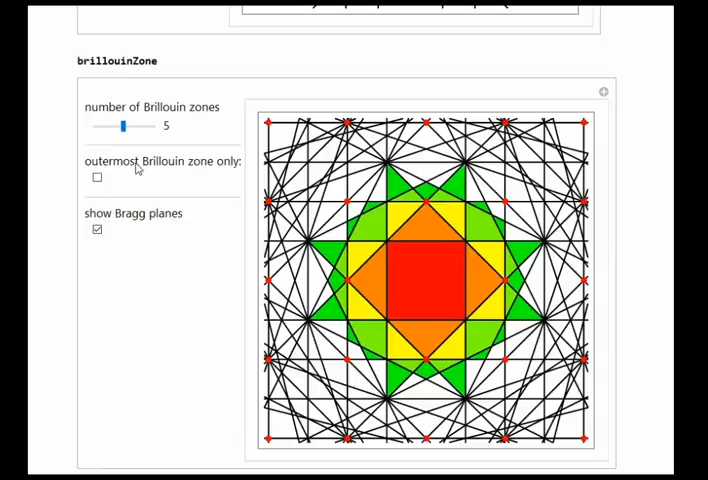 brillouinZone
number of Brillouin zones
5
outermost Brillouin zone only:
show Bragg planes